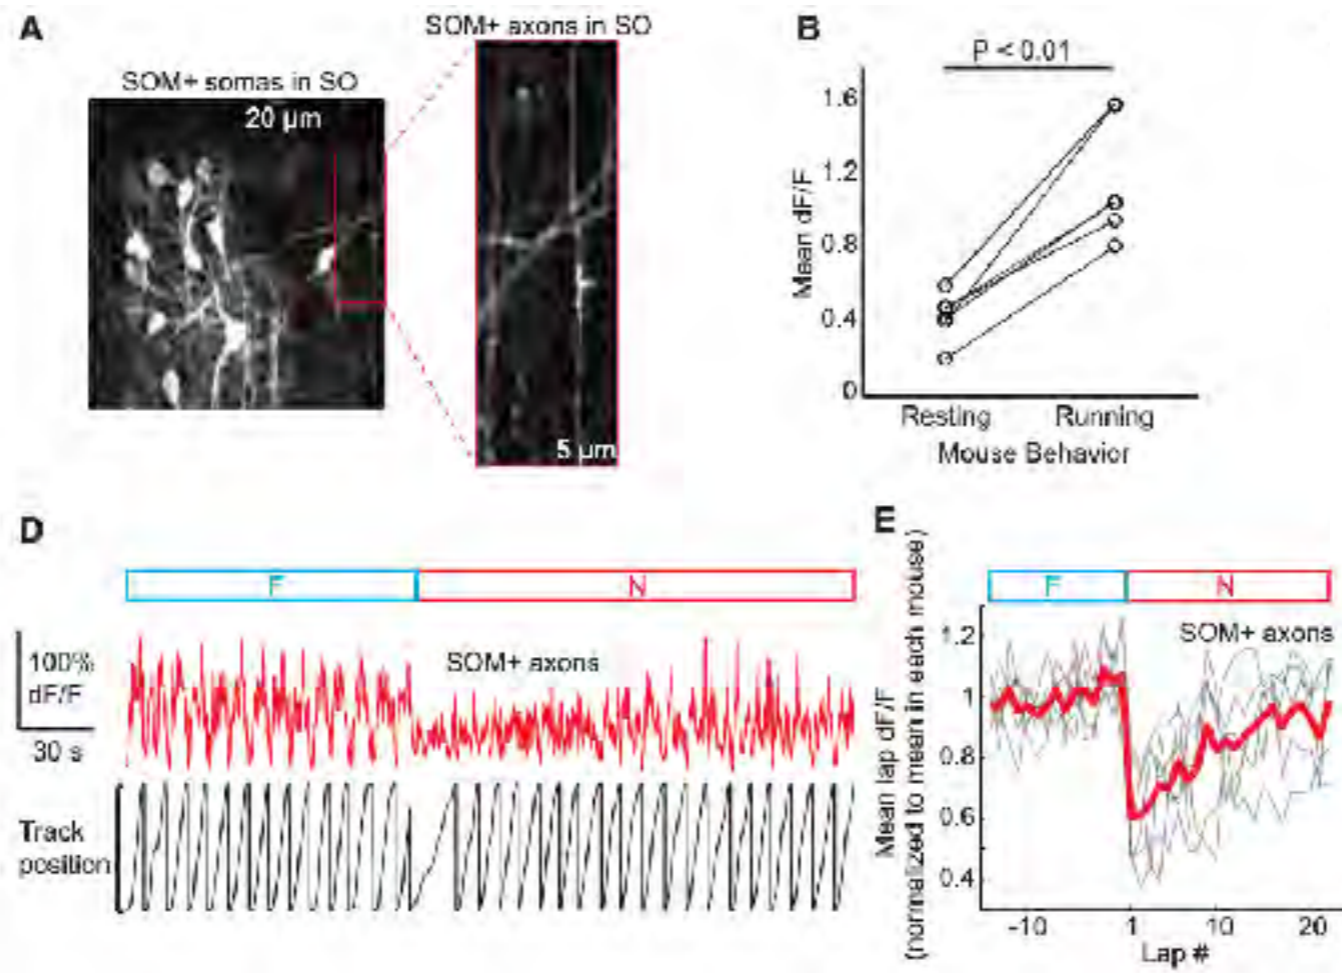 A
SOM+ somas in SO
20 µm
SOM+ axons in SO
5 µm
B
P < 0.01
Mean dF/F
1.6
1.2
0.8
0.4
0
Resting Running
Mouse Behavior
D
F N
100%
dF/F
30 s
SOM+ axons
Track
position
E
F N
Mean lap dF/F
(normalized to mean in each mouse)
SOM+ axons
1.2
1
0.8
0.6
0.4
-10 1 10 20
Lap #